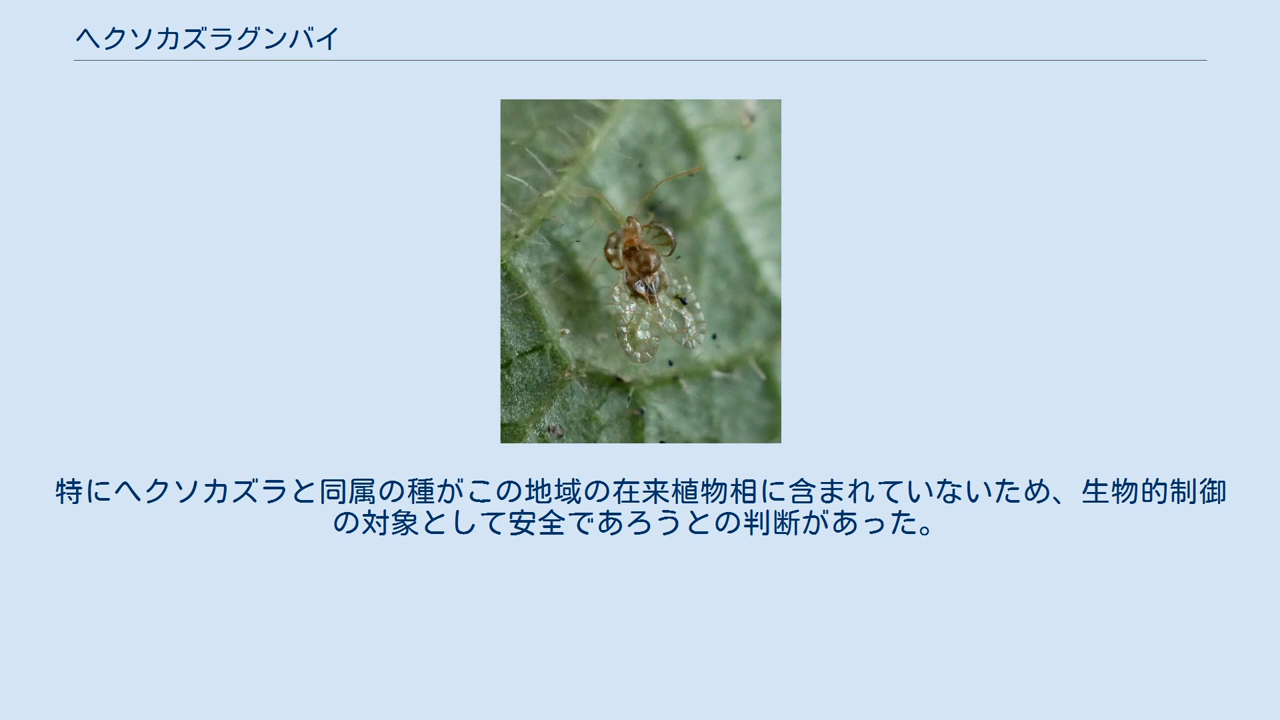 ヘクソカズラグンバイ
特にヘクソカズラと同属の種がこの地域の在来植物相に含まれていないため、生物的制御
の対象として安全であろうとの判断があった。